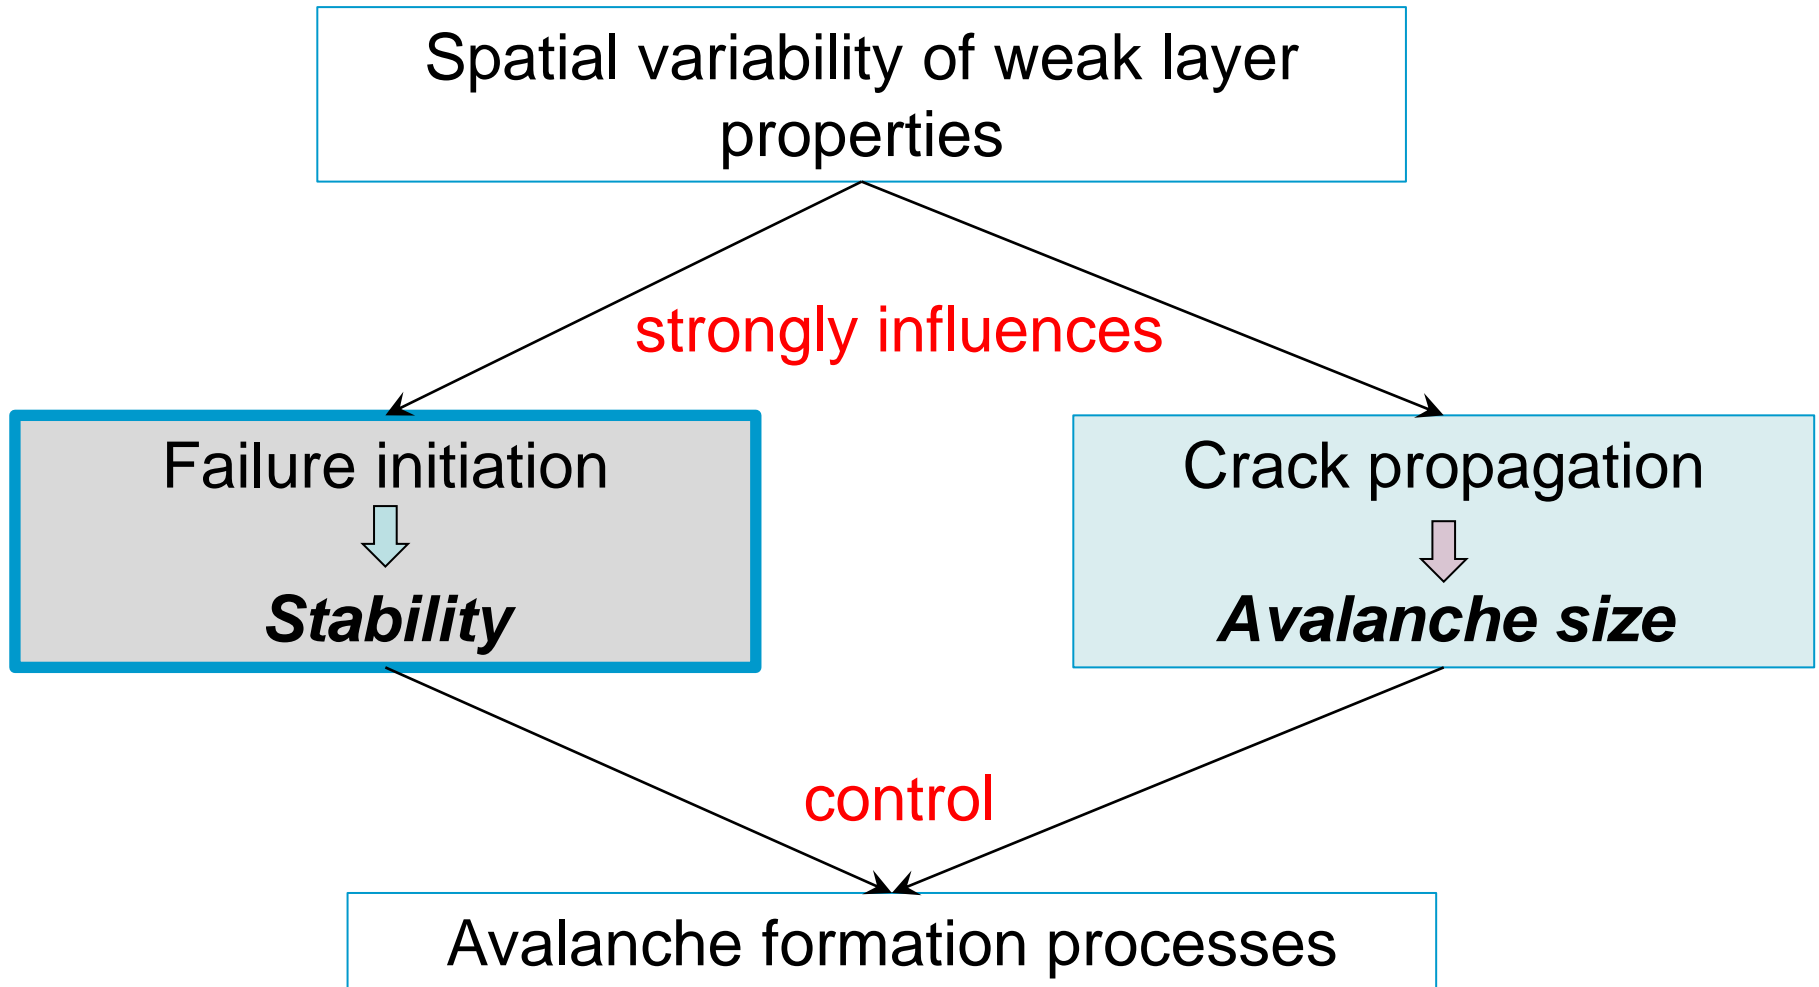 Spatial variability of weak layer
properties
strongly influences
Failure initiation
Stability
Crack propagation
Avalanche size
control
Avalanche formation processes